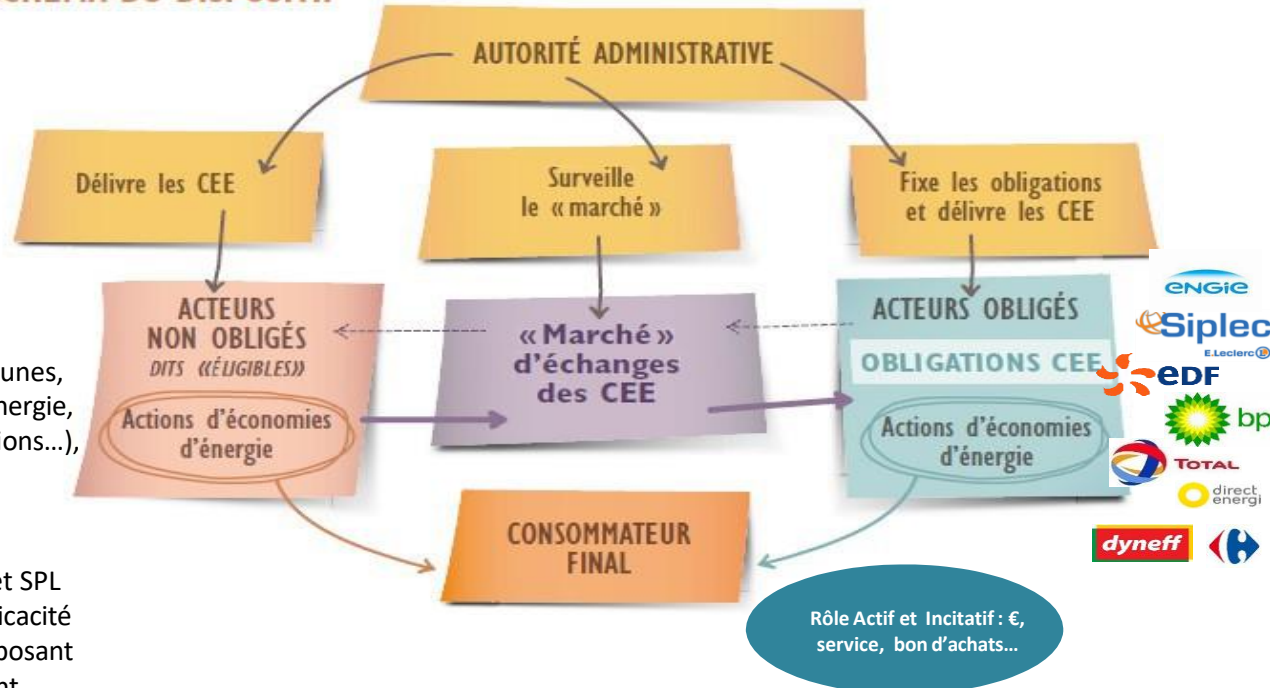 AUTORITÉ ADMINISTRATIVE
Délivre les CEE
Surveille
le « marché »
Fixe les obligations
et délivre les CEE
ACTEURS
NON OBLIGÉS
DITS «ÉLIGIBLES»
Actions d'économies
d'énergie
« Marché »
d'échanges
des CEE
ACTEURS OBLIGÉS
OBLIGATIONS CEE
Actions d'économies
d'énergie
ENGIE
Siplec
E.Leclerc
eDF
bp
TOTAL
direct
energi
dyneff
unes,
nergie,
ions...),
CONSOMMATEUR
FINAL
et SPL
icacité
posant
Rôle Actif et Incitatif : €,
service, bon d'achats...